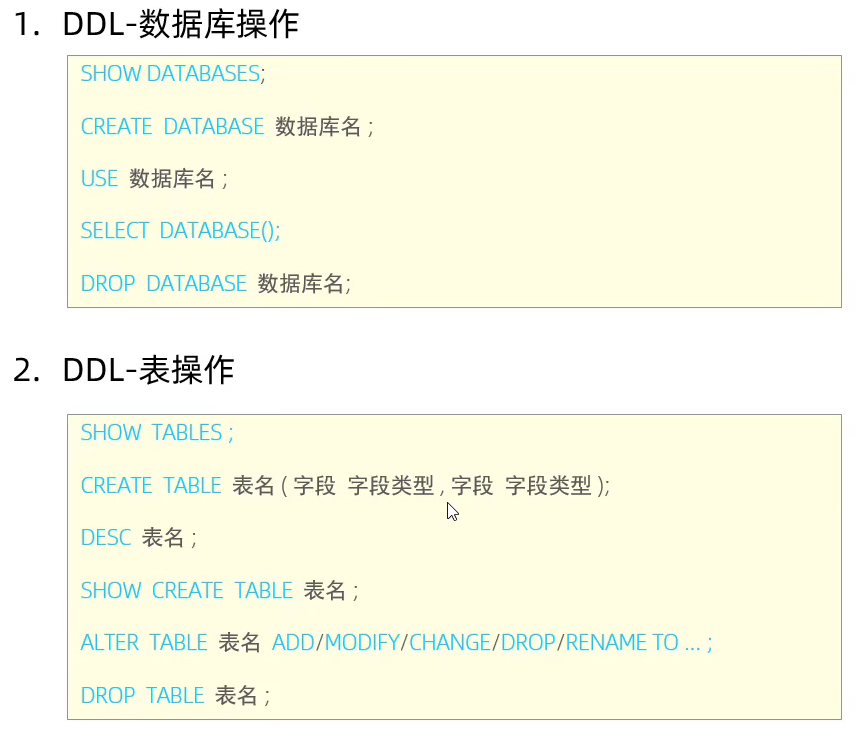 1. DDL-数据库操作
SHOW DATABASES;
CREATE DATABASE 数据库名 ;
USE 数据库名 ;
SELECT DATABASE();
DROP DATABASE 数据库名;
2. DDL-表操作
SHOW TABLES ;
CREATE TABLE 表名 ( 字段 字段类型 , 字段 字段类型 );
DESC 表名 ;
SHOW CREATE TABLE 表名 ;
ALTER TABLE 表名 ADD/MODIFY/CHANGE/DROP/RENAME TO ... ;
DROP TABLE 表名 ;